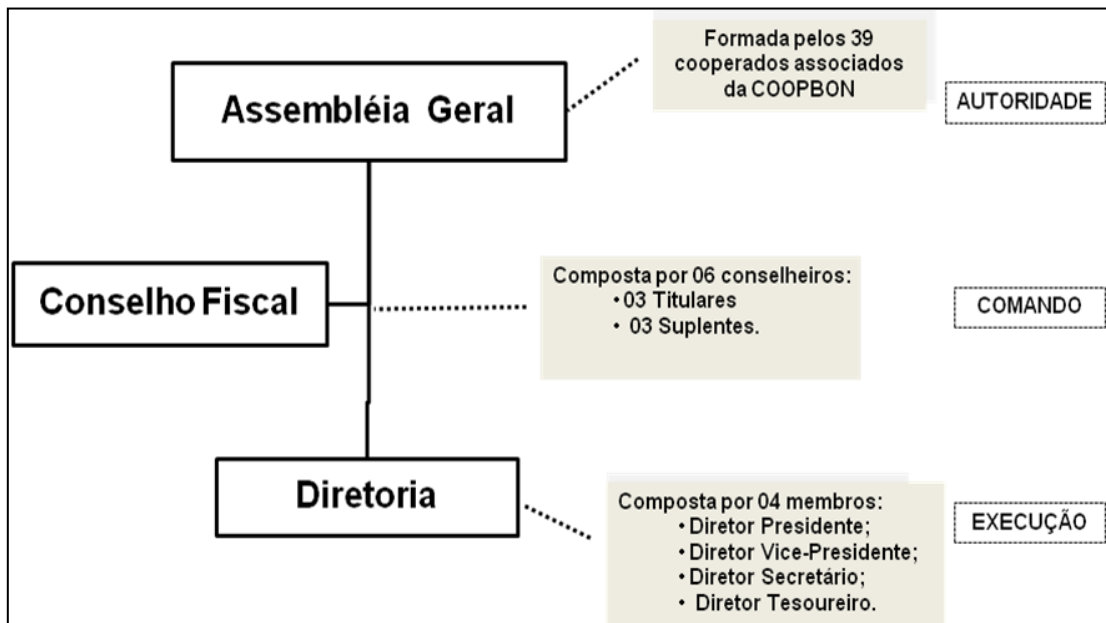 Formada pelos 39
cooperados associados
da COOPBON
Assembléia Geral
AUTORIDADE
Conselho Fiscal
Composta por 06 conselheiros:
• 03 Titulares
• 03 Suplentes.
COMANDO
Diretoria
Composta por 04 membros:
• Diretor Presidente;
• Diretor Vice-Presidente;
• Diretor Secretário;
• Diretor Tesoureiro.
EXECUÇÃO